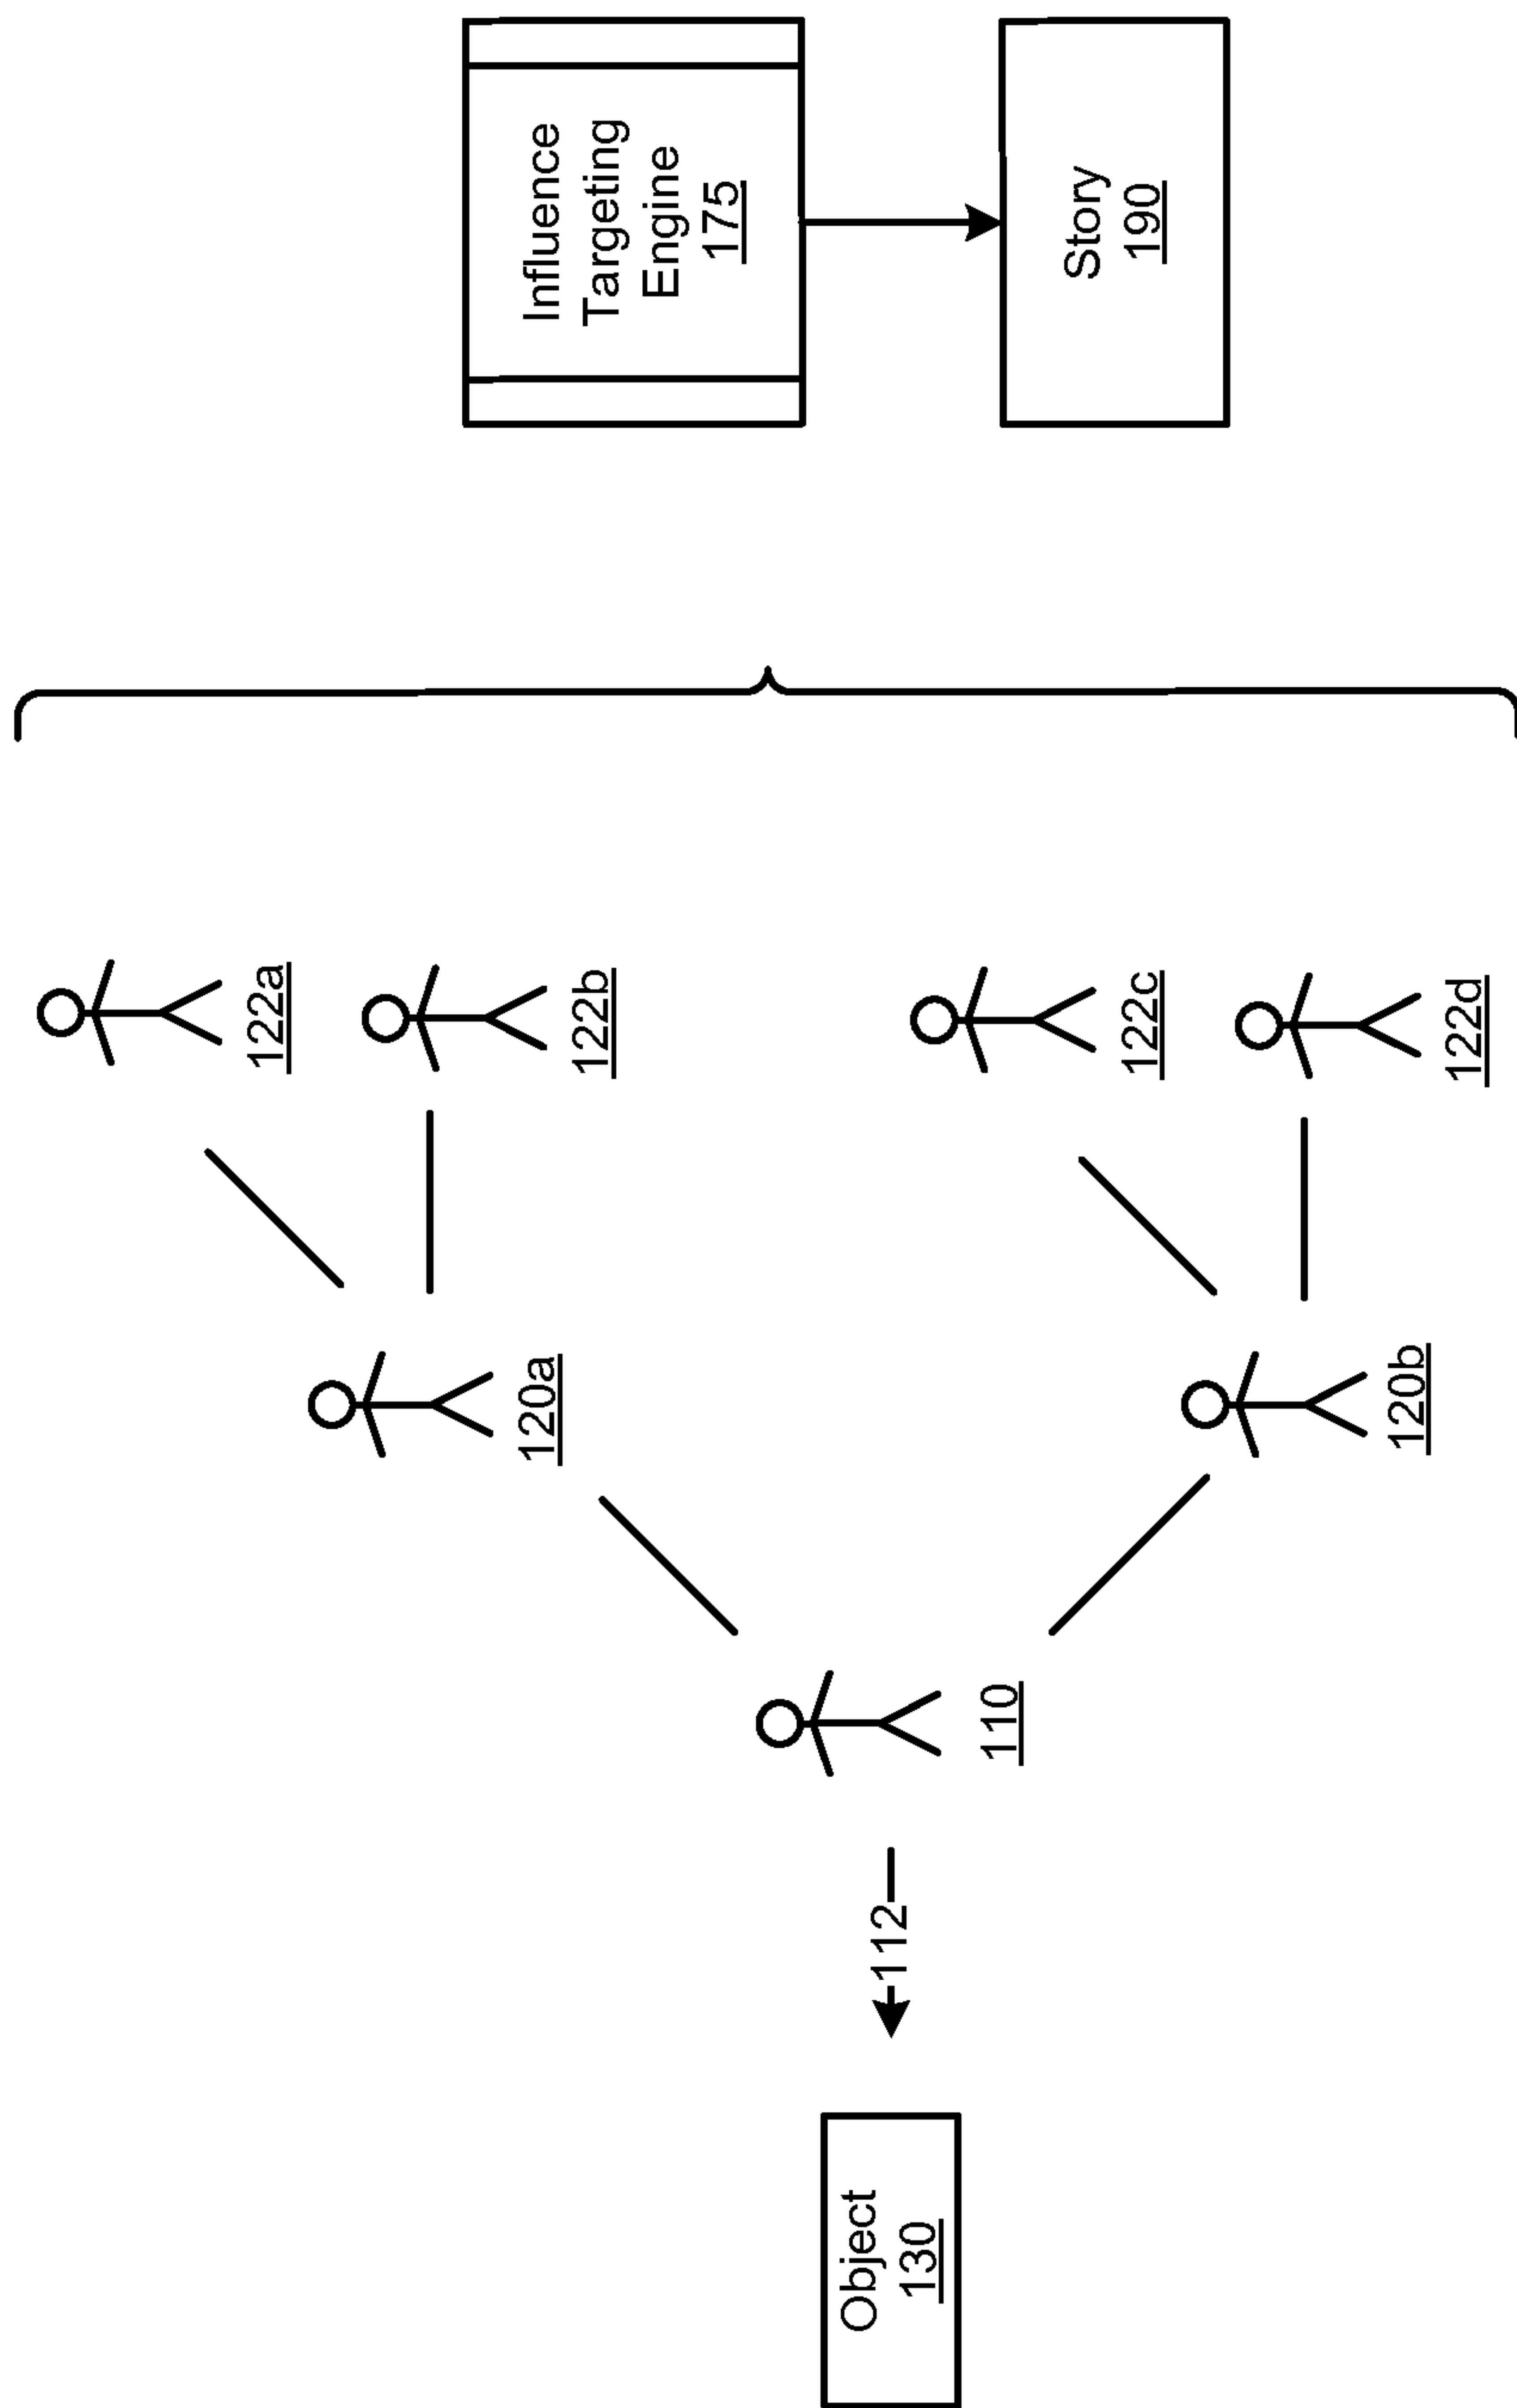 Object
130
112
110
120a
120b
122a
122b
122c
122d
Influence
Targeting
Engine
175
Story
190